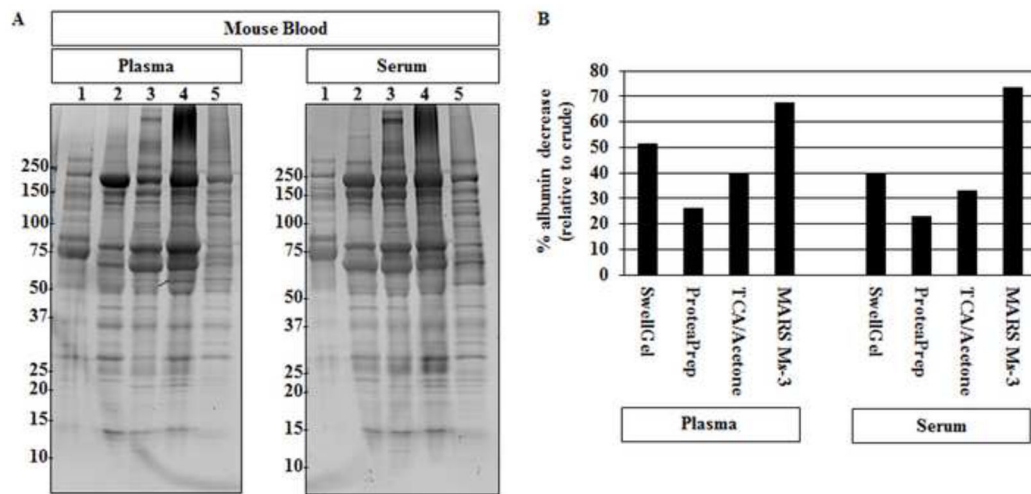 A
Mouse Blood
Plasma
Serum
1 2 3 4 5
1 2 3 4 5
250
150
100
75
50
37
25
20
15
10
250
150
100
75
50
37
25
20
15
10
B
% albumin decrease
(relative to crude)
80
70
60
50
40
30
20
10
0
SwellGel
ProteaPrep
TCA/Acetone
MARS Ms-3
SwellGel
ProteaPrep
TCA/Acetone
MARS Ms-3
Plasma
Serum